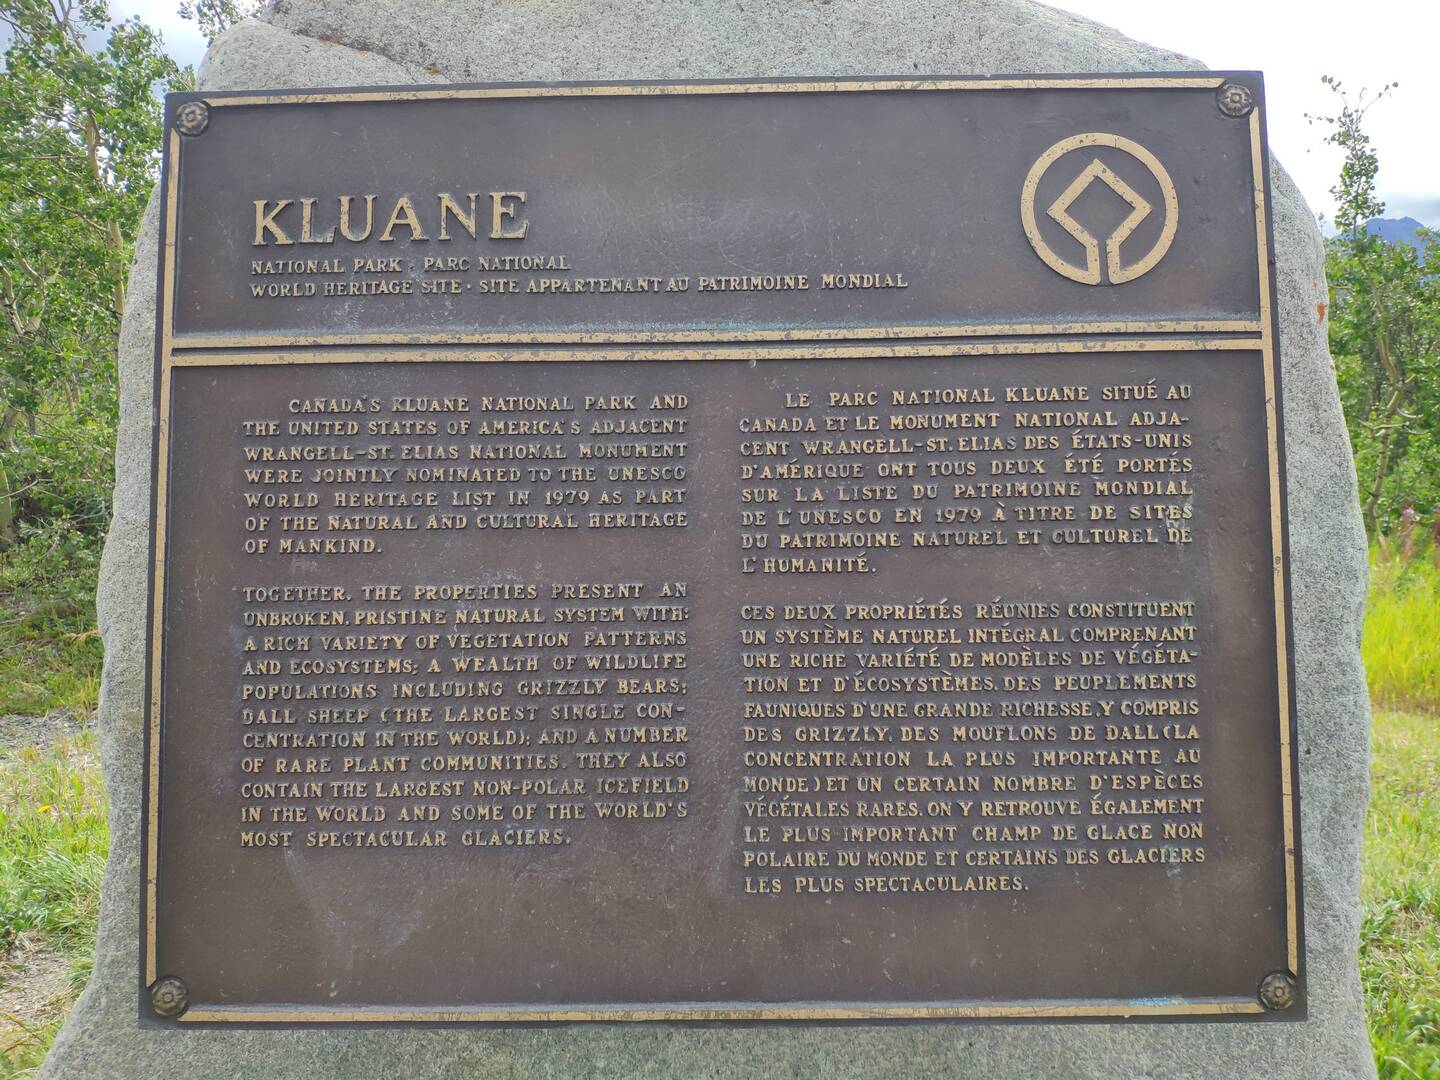 KLUANE
NATIONAL PARK · PARC NATIONAL
WORLD HERITAGE SITE · SITE APPARTENANT AU PATRIMOINE MONDIAL
CANADA'S KLUANE NATIONAL PARK AND
THE UNITED STATES OF AMERICA'S ADJACENT
WRANGELL-ST. ELIAS NATIONAL MONUMENT
WERE JOINTLY NOMINATED TO THE UNESCO
WORLD HERITAGE LIST IN 1979 AS PART
OF THE NATURAL AND CULTURAL HERITAGE
OF MANKIND.
TOGETHER, THE PROPERTIES PRESENT AN
UNBROKEN, PRISTINE NATURAL SYSTEM WITH:
A RICH VARIETY OF VEGETATION PATTERNS
AND ECOSYSTEMS; A WEALTH OF WILDLIFE
POPULATIONS INCLUDING GRIZZLY BEARS;
DALL SHEEP (THE LARGEST SINGLE CON-
CENTRATION IN THE WORLD); AND A NUMBER
OF RARE PLANT COMMUNITIES. THEY ALSO
CONTAIN THE LARGEST NON-POLAR ICEFIELD
IN THE WORLD AND SOME OF THE WORLD'S
MOST SPECTACULAR GLACIERS.
LE PARC NATIONAL KLUANE SITUÉ AU
CANADA ET LE MONUMENT NATIONAL ADJA-
CENT WRANGELL-ST. ELIAS DES ÉTATS-UNIS
D'AMÉRIQUE ONT TOUS DEUX ÉTÉ PORTÉS
SUR LA LISTE DU PATRIMOINE MONDIAL
DE L'UNESCO EN 1979 À TITRE DE SITES
DU PATRIMOINE NATUREL ET CULTUREL DE
L'HUMANITÉ.
CES DEUX PROPRIÉTÉS RÉUNIES CONSTITUENT
UN SYSTÈME NATUREL INTÉGRAL COMPRENANT
UNE RICHE VARIÉTÉ DE MODÈLES DE VÉGÉTA-
TION ET D'ÉCOSYSTÈMES, DES PEUPLEMENTS
FAUNIQUES D'UNE GRANDE RICHESSE, Y COMPRIS
DES GRIZZLY, DES MOUFLONS DE DALL (LA
CONCENTRATION LA PLUS IMPORTANTE AU
MONDE) ET UN CERTAIN NOMBRE D'ESPÈCES
VÉGÉTALES RARES. ON Y RETROUVE ÉGALEMENT
LE PLUS IMPORTANT CHAMP DE GLACE NON
POLAIRE DU MONDE ET CERTAINS DES GLACIERS
LES PLUS SPECTACULAIRES.